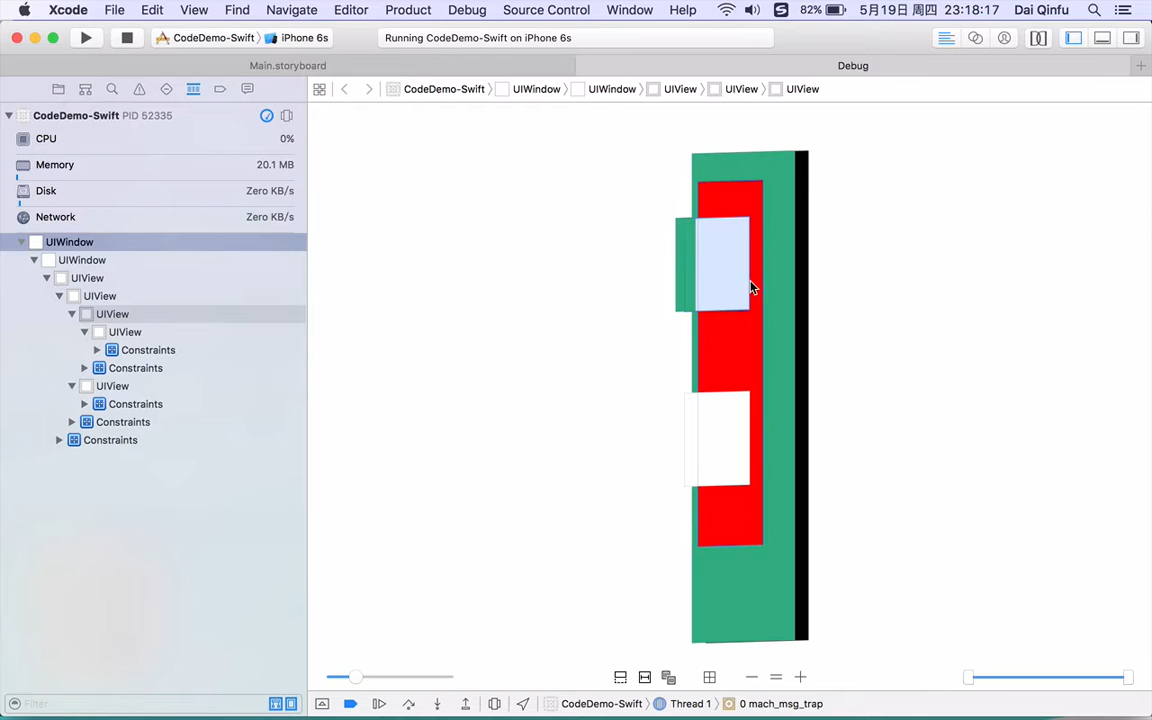 Xcode File Edit View Find Navigate Editor Product Debug Source Control Window Help 82% 5月19日 周四 23:18:17 Dai Qinfu
CodeDemo-Swift iPhone 6s Running CodeDemo-Swift on iPhone 6s
Main.storyboard Debug
CodeDemo-Swift UIWindow UIWindow UIView UIView UIView
CodeDemo-Swift PID 52335
CPU 0%
Memory 20.1 MB
Disk Zero KB/s
Network Zero KB/s
UIWindow
UIWindow
UIView
UIView
UIView
UIView
Constraints
Constraints
UIView
Constraints
Constraints
Constraints
Filter CodeDemo-Swift Thread 1 0 mach_msg_trap